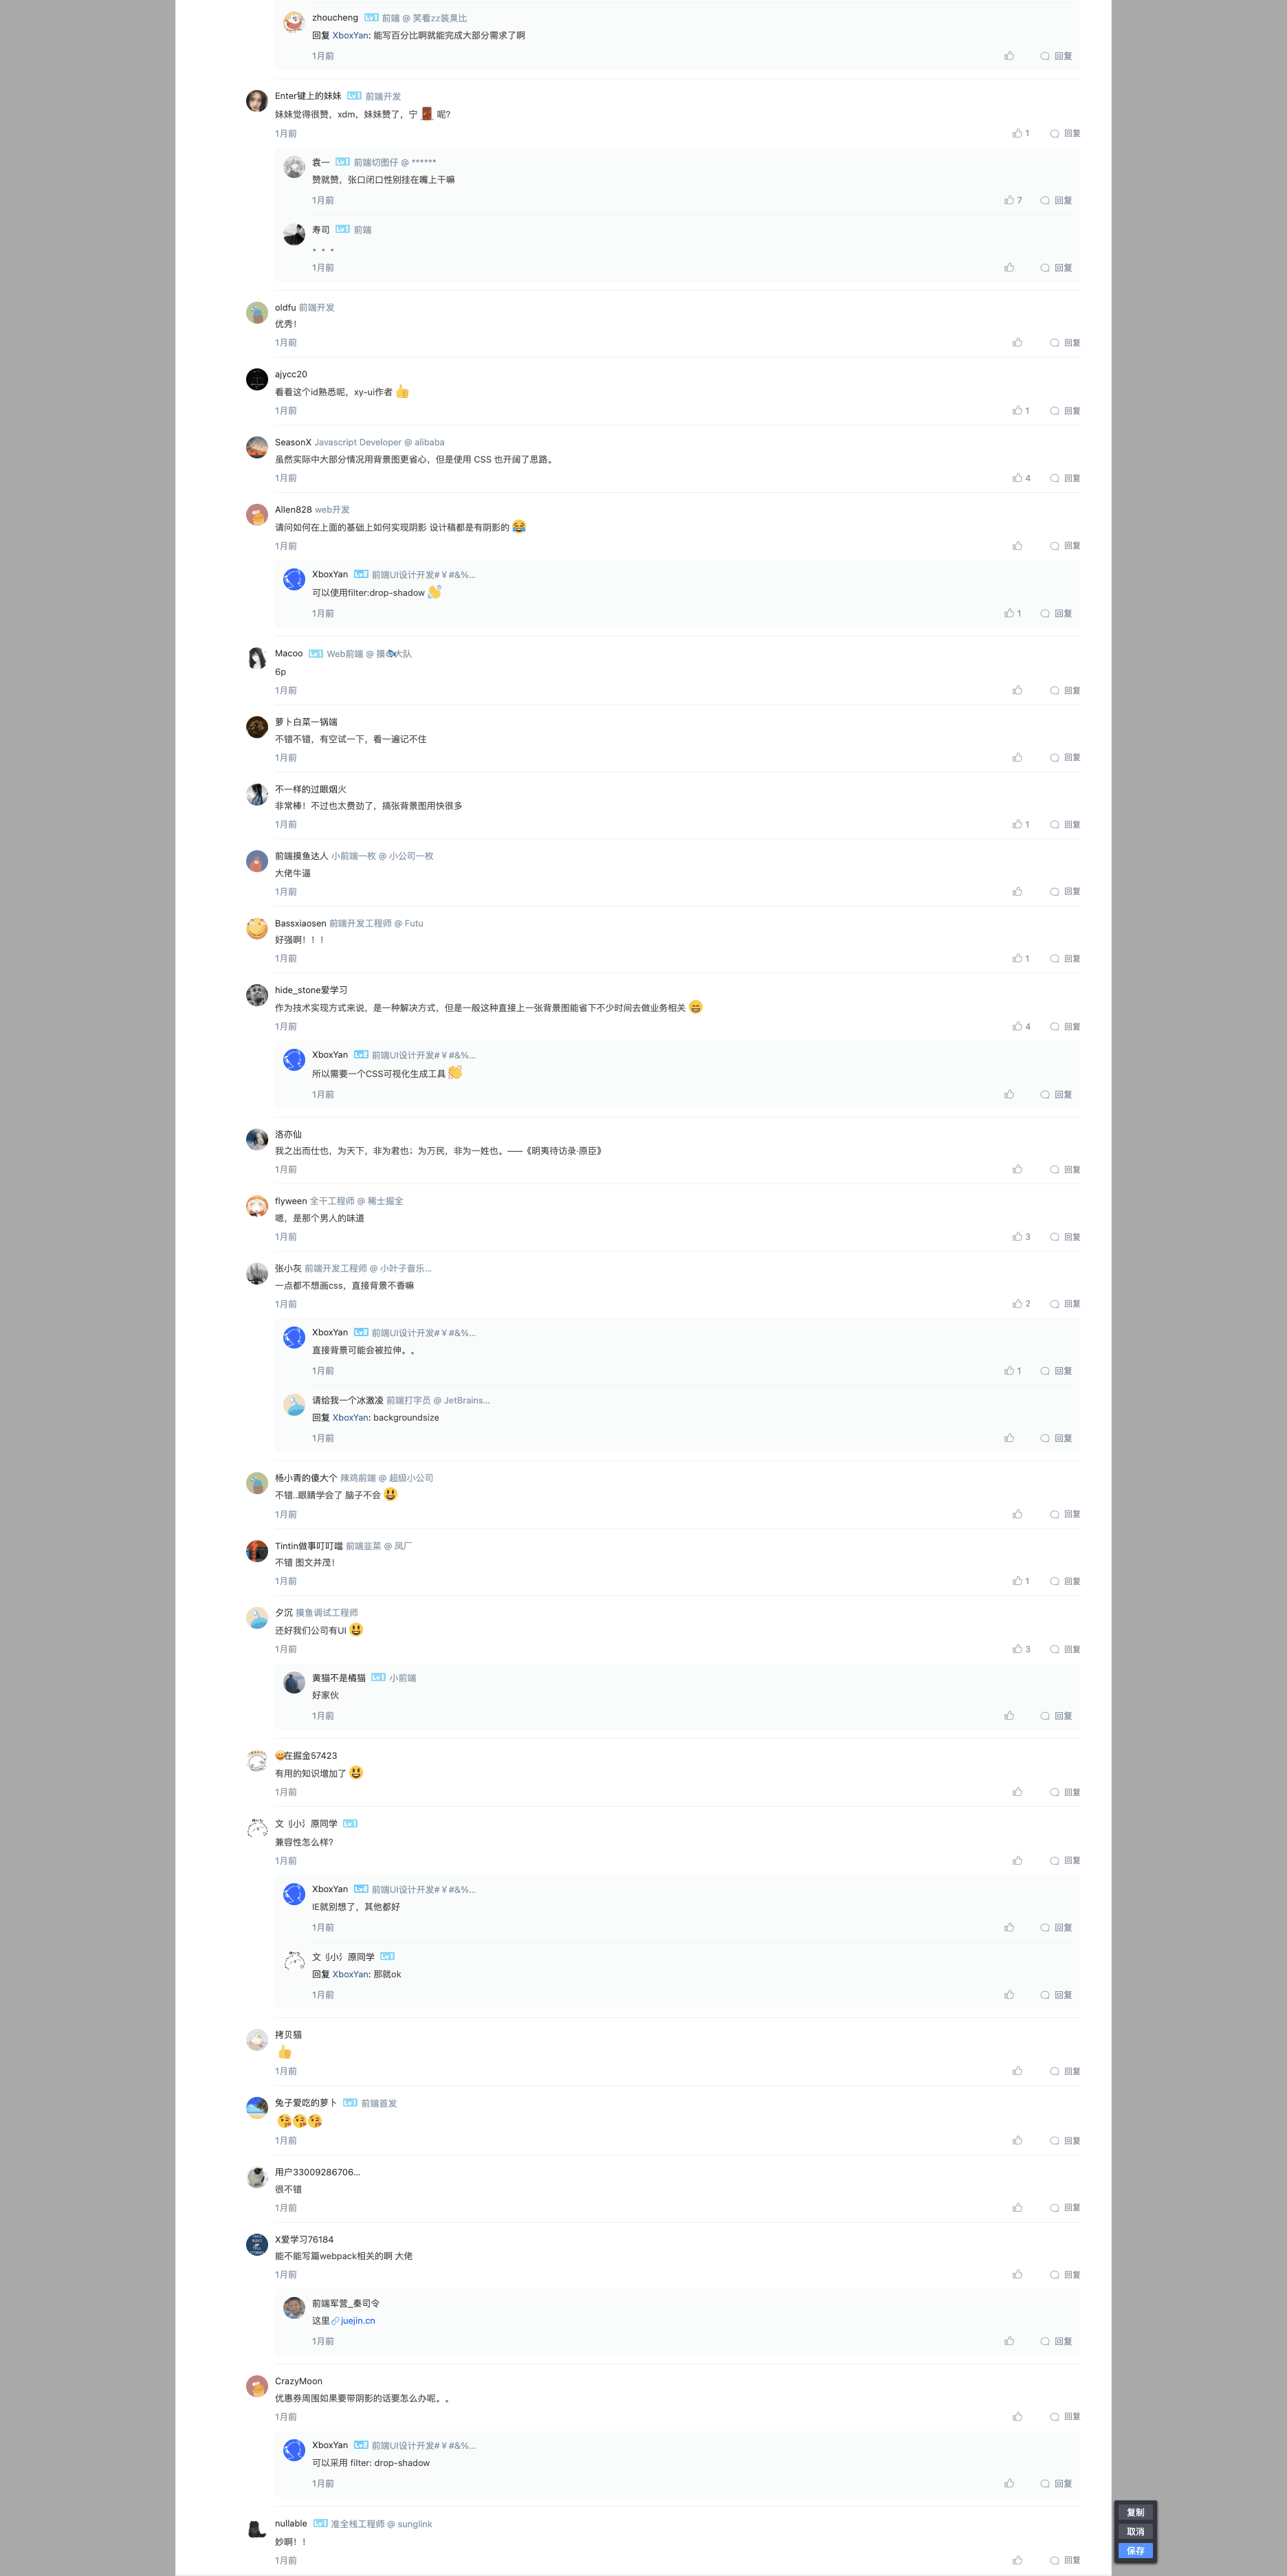 zhoucheng 前端 @ 笑看zz装臭比
回复 XboxYan: 能写百分比啊就能完成大部分需求了啊
1月前 回复
Enter键上的妹妹 前端开发
妹妹觉得很赞，xdm，妹妹赞了，宁🚪呢?
1月前 1 回复
袁一 前端切图仔 @ ******
赞就赞，张口闭口性别挂在嘴上干嘛
1月前 7 回复
寿司 前端
。。。
1月前 回复
oldfu 前端开发
优秀！
1月前 回复
ajycc20
看着这个id熟悉呢，xy-ui作者👍
1月前 1 回复
SeasonX Javascript Developer @ alibaba
虽然实际中大部分情况用背景图更省心，但是使用 CSS 也开阔了思路。
1月前 4 回复
Allen828 web开发
请问如何在上面的基础上如何实现阴影 设计稿都是有阴影的😂
1月前 回复
XboxYan 前端UI设计开发#￥#&%...
可以使用filter:drop-shadow👋
1月前 1 回复
Macoo Web前端 @ 摸🐟大队
6p
1月前 回复
萝卜白菜一锅端
不错不错，有空试一下，看一遍记不住
1月前 回复
不一样的过眼烟火
非常棒！不过也太费劲了，搞张背景图用快很多
1月前 1 回复
前端摸鱼达人 小前端一枚 @ 小公司一枚
大佬牛逼
1月前 回复
Bassxiaosen 前端开发工程师 @ Futu
好强啊！！！
1月前 1 回复
hide_stone爱学习
作为技术实现方式来说，是一种解决方式，但是一般这种直接上一张背景图能省下不少时间去做业务相关😄
1月前 4 回复
XboxYan 前端UI设计开发#￥#&%...
所以需要一个CSS可视化生成工具👏
1月前 回复
洛亦仙
我之出而仕也，为天下，非为君也；为万民，非为一姓也。——《明夷待访录·原臣》
1月前 回复
flyween 全干工程师 @ 稀士掘全
嗯，是那个男人的味道
1月前 3 回复
张小灰 前端开发工程师 @ 小叶子音乐...
一点都不想画css，直接背景不香嘛
1月前 2 回复
XboxYan 前端UI设计开发#￥#&%...
直接背景可能会被拉伸。。
1月前 1 回复
请给我一个冰激凌 前端打字员 @ JetBrains...
回复 XboxYan: backgroundsize
1月前 回复
杨小青的傻大个 辣鸡前端 @ 超级小公司
不错..眼睛学会了 脑子不会😃
1月前 回复
Tintin做事叮叮噹 前端韭菜 @ 凤厂
不错 图文并茂！
1月前 1 回复
夕沉 摸鱼调试工程师
还好我们公司有UI😃
1月前 3 回复
黄猫不是橘猫 小前端
好家伙
1月前 回复
在掘金57423
有用的知识增加了😃
1月前 回复
文刂小氵原同学
兼容性怎么样?
1月前 回复
XboxYan 前端UI设计开发#￥#&%...
IE就别想了，其他都好
1月前 回复
文刂小氵原同学
回复 XboxYan: 那就ok
1月前 回复
拷贝猫
👍
1月前 回复
兔子爱吃的萝卜 前端首发
😘😘😘
1月前 回复
用户33009286706...
很不错
1月前 回复
X爱学习76184
能不能写篇webpack相关的啊 大佬
1月前 回复
前端军营_秦司令
这里🔗juejin.cn
1月前 回复
CrazyMoon
优惠券周围如果要带阴影的话要怎么办呢。。
1月前 回复
XboxYan 前端UI设计开发#￥#&%...
可以采用 filter: drop-shadow
1月前 回复
nullable 准全栈工程师 @ sunglink
妙啊！！
1月前 回复
复制
取消
保存